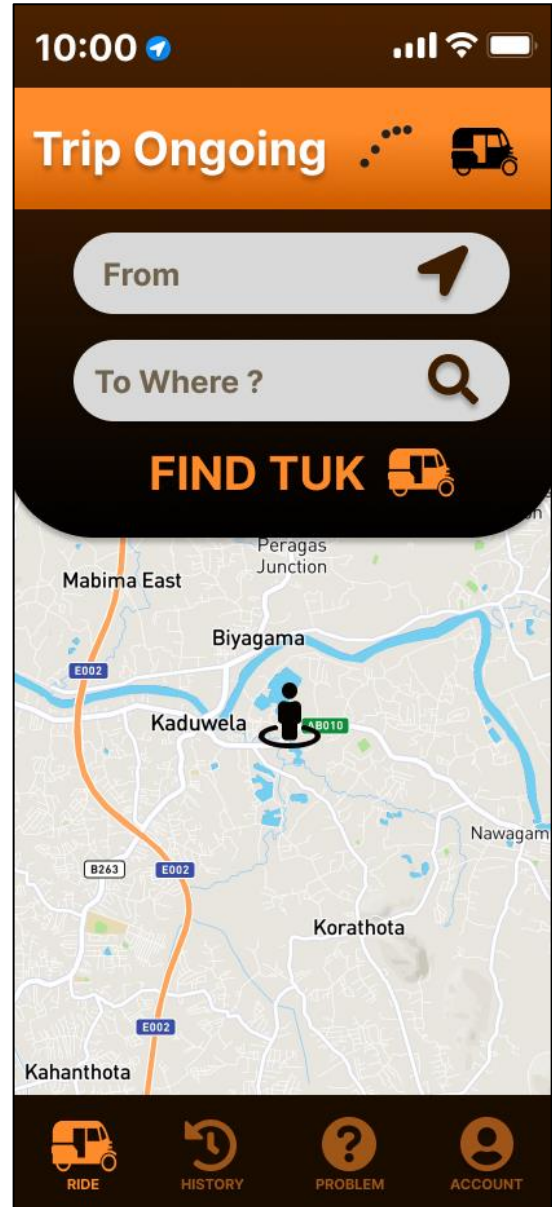 10:00
Trip Ongoing
From
To Where ?
FIND TUK
Peragas
Junction
Mabima East
Biyagama
E002
Kaduwela
AB010
Nawagam
B263
E002
Korathota
E002
Kahanthota
RIDE
HISTORY
PROBLEM
ACCOUNT